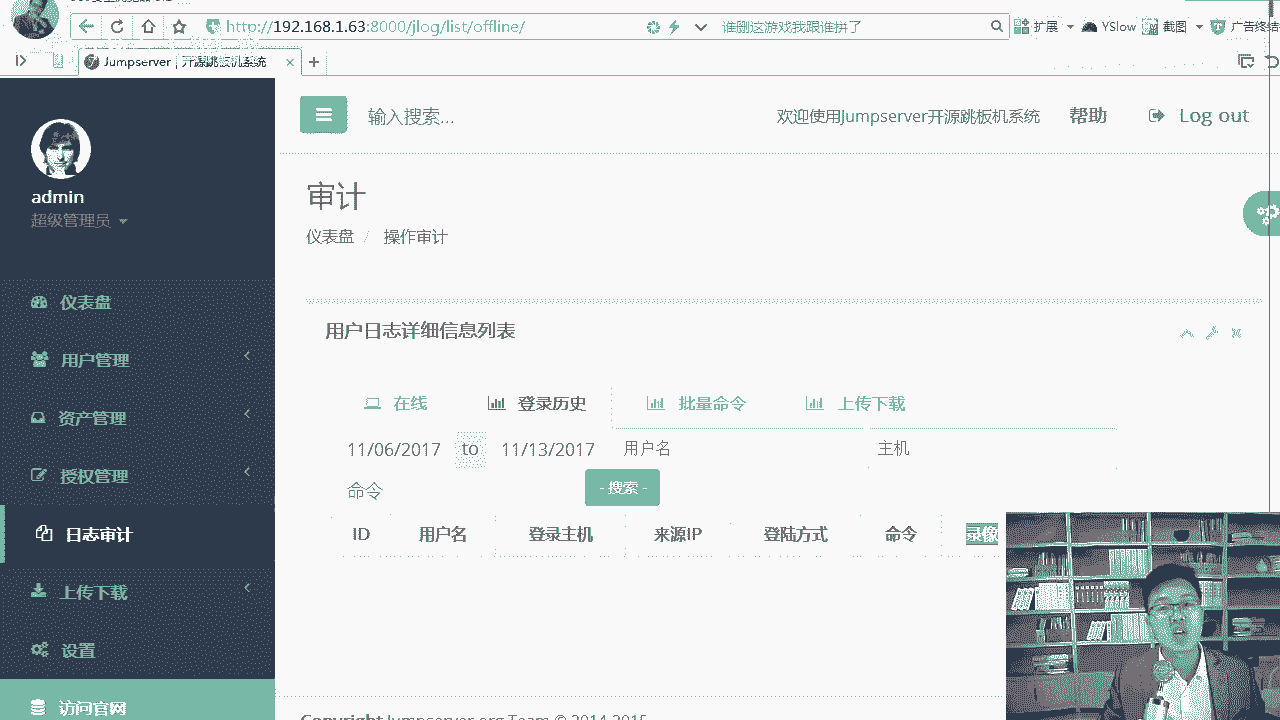 http://192.168.1.63:8000/jlog/list/offline/
谁删这游戏我跟谁拼了
扩展
YSlow
截图
广告终结
Jumpserver | 开源跳板机系统
admin
超级管理员
仪表盘
用户管理
资产管理
授权管理
日志审计
上传下载
设置
访问官网
输入搜索...
欢迎使用Jumpserver开源跳板机系统
帮助
Log out
审计
仪表盘 / 操作审计
用户日志详细信息列表
在线
登录历史
批量命令
上传下载
11/06/2017 to 11/13/2017
用户名
主机
命令
- 搜索 -
ID 用户名 登录主机 来源IP 登陆方式 命令 录像
Copyright Jumpserver.org Team © 2014-2015